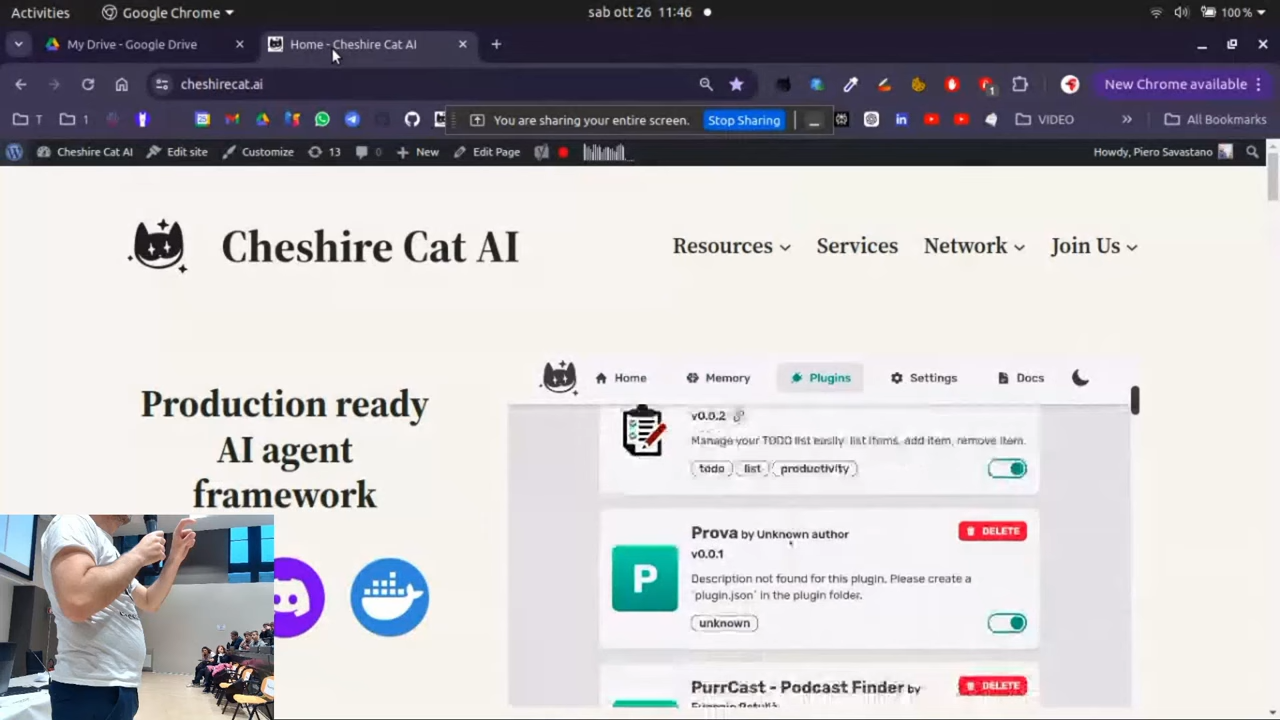 Activities
Google Chrome
sab ott 26 11:46
100 %
My Drive - Google Drive
Home - Cheshire Cat AI
cheshirecat.ai
New Chrome available
T
1
You are sharing your entire screen.
Stop Sharing
VIDEO
All Bookmarks
Cheshire Cat AI
Edit site
Customize
13
0
New
Edit Page
Howdy, Piero Savastano
Cheshire Cat AI
Resources
Services
Network
Join Us
Production ready
AI agent
framework
Home
Memory
Plugins
Settings
Docs
v0.0.2
Manage your TODO list easily: list items, add item, remove item.
todo
list
productivity
Prova by Unknown author
DELETE
v0.0.1
P
Description not found for this plugin. Please create a
`plugin.json` in the plugin folder.
unknown
PurrCast - Podcast Finder by
DELETE